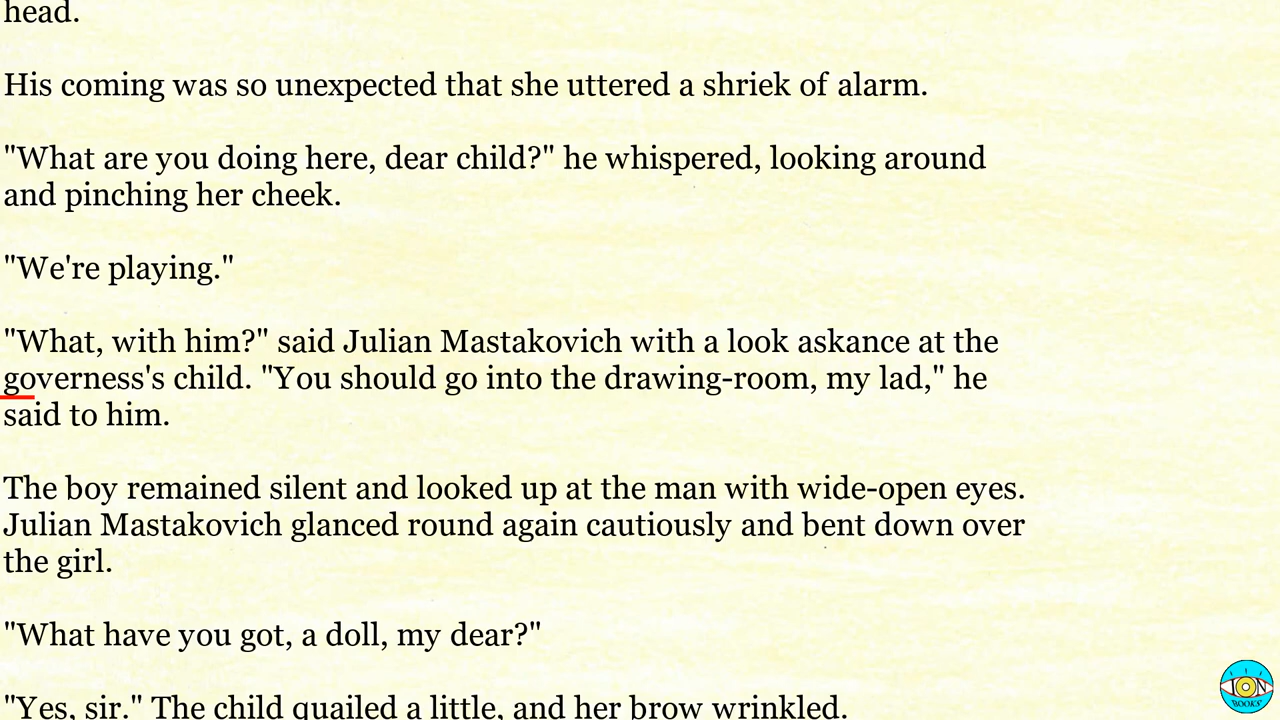 head.
His coming was so unexpected that she uttered a shriek of alarm.
"What are you doing here, dear child?" he whispered, looking around
and pinching her cheek.
"We're playing."
"What, with him?" said Julian Mastakovich with a look askance at the
governess's child. "You should go into the drawing-room, my lad," he
said to him.
The boy remained silent and looked up at the man with wide-open eyes.
Julian Mastakovich glanced round again cautiously and bent down over
the girl.
"What have you got, a doll, my dear?"
"Yes, sir." The child quailed a little, and her brow wrinkled.
ION
BOOKS